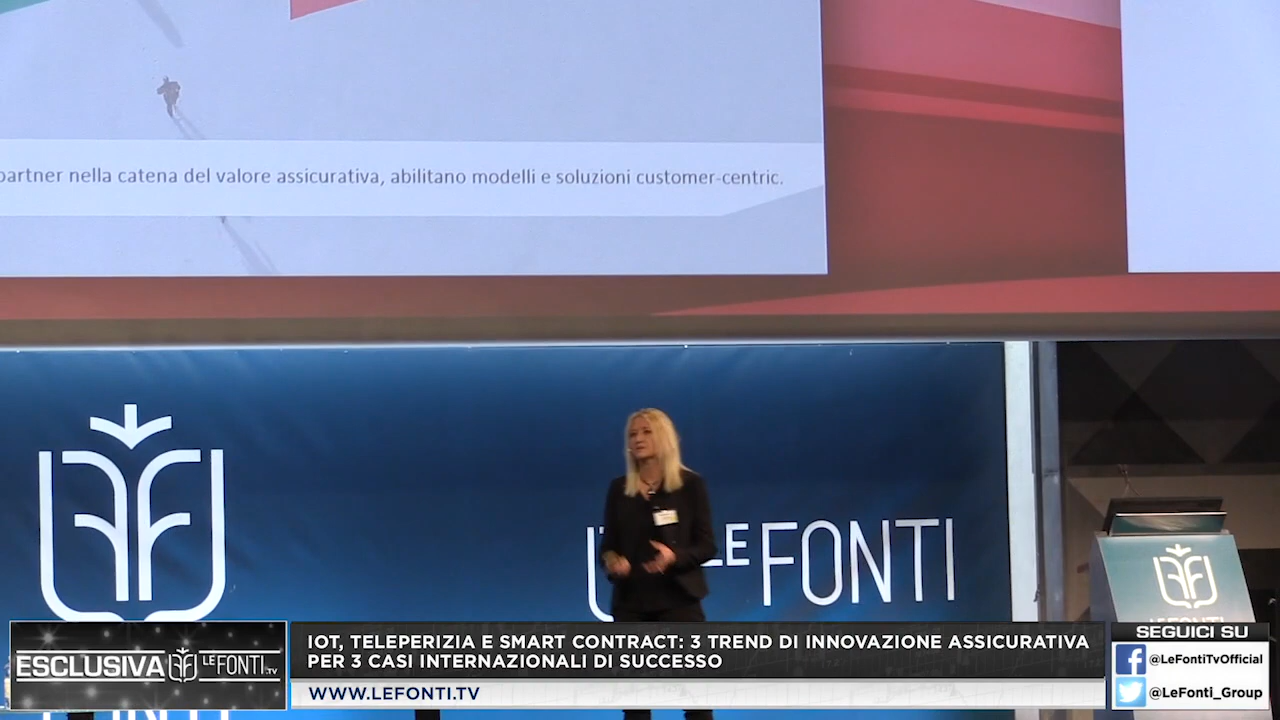 partner nella catena del valore assicurativa, abilitano modelli e soluzioni customer-centric.
LE FONTI
ESCLUSIVA LE FONTI.TV
IOT, TELEPERIZIA E SMART CONTRACT: 3 TREND DI INNOVAZIONE ASSICURATIVA
PER 3 CASI INTERNAZIONALI DI SUCCESSO
WWW.LEFONTI.TV
SEGUICI SU
@LeFontiTvOfficial
@LeFonti_Group